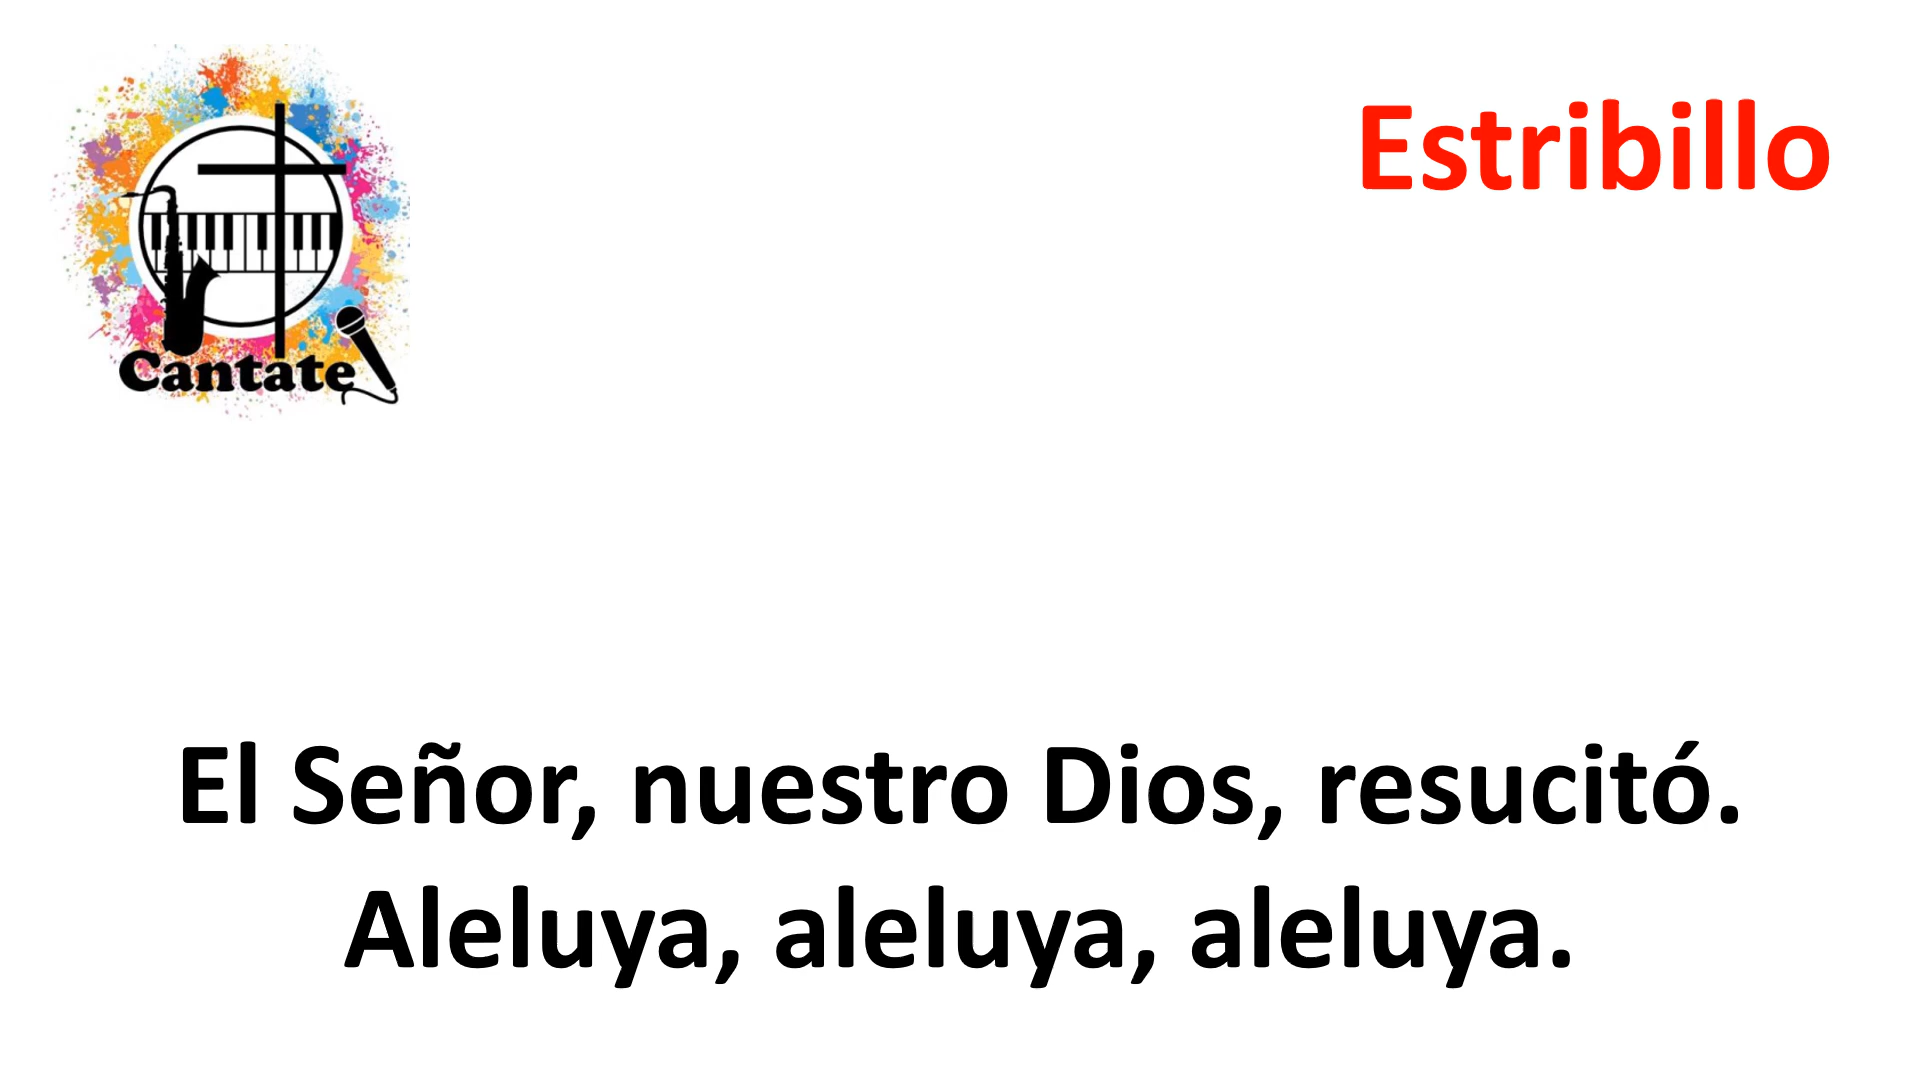 Estribillo
Cantate
El Señor, nuestro Dios, resucitó.
Aleluya, aleluya, aleluya.